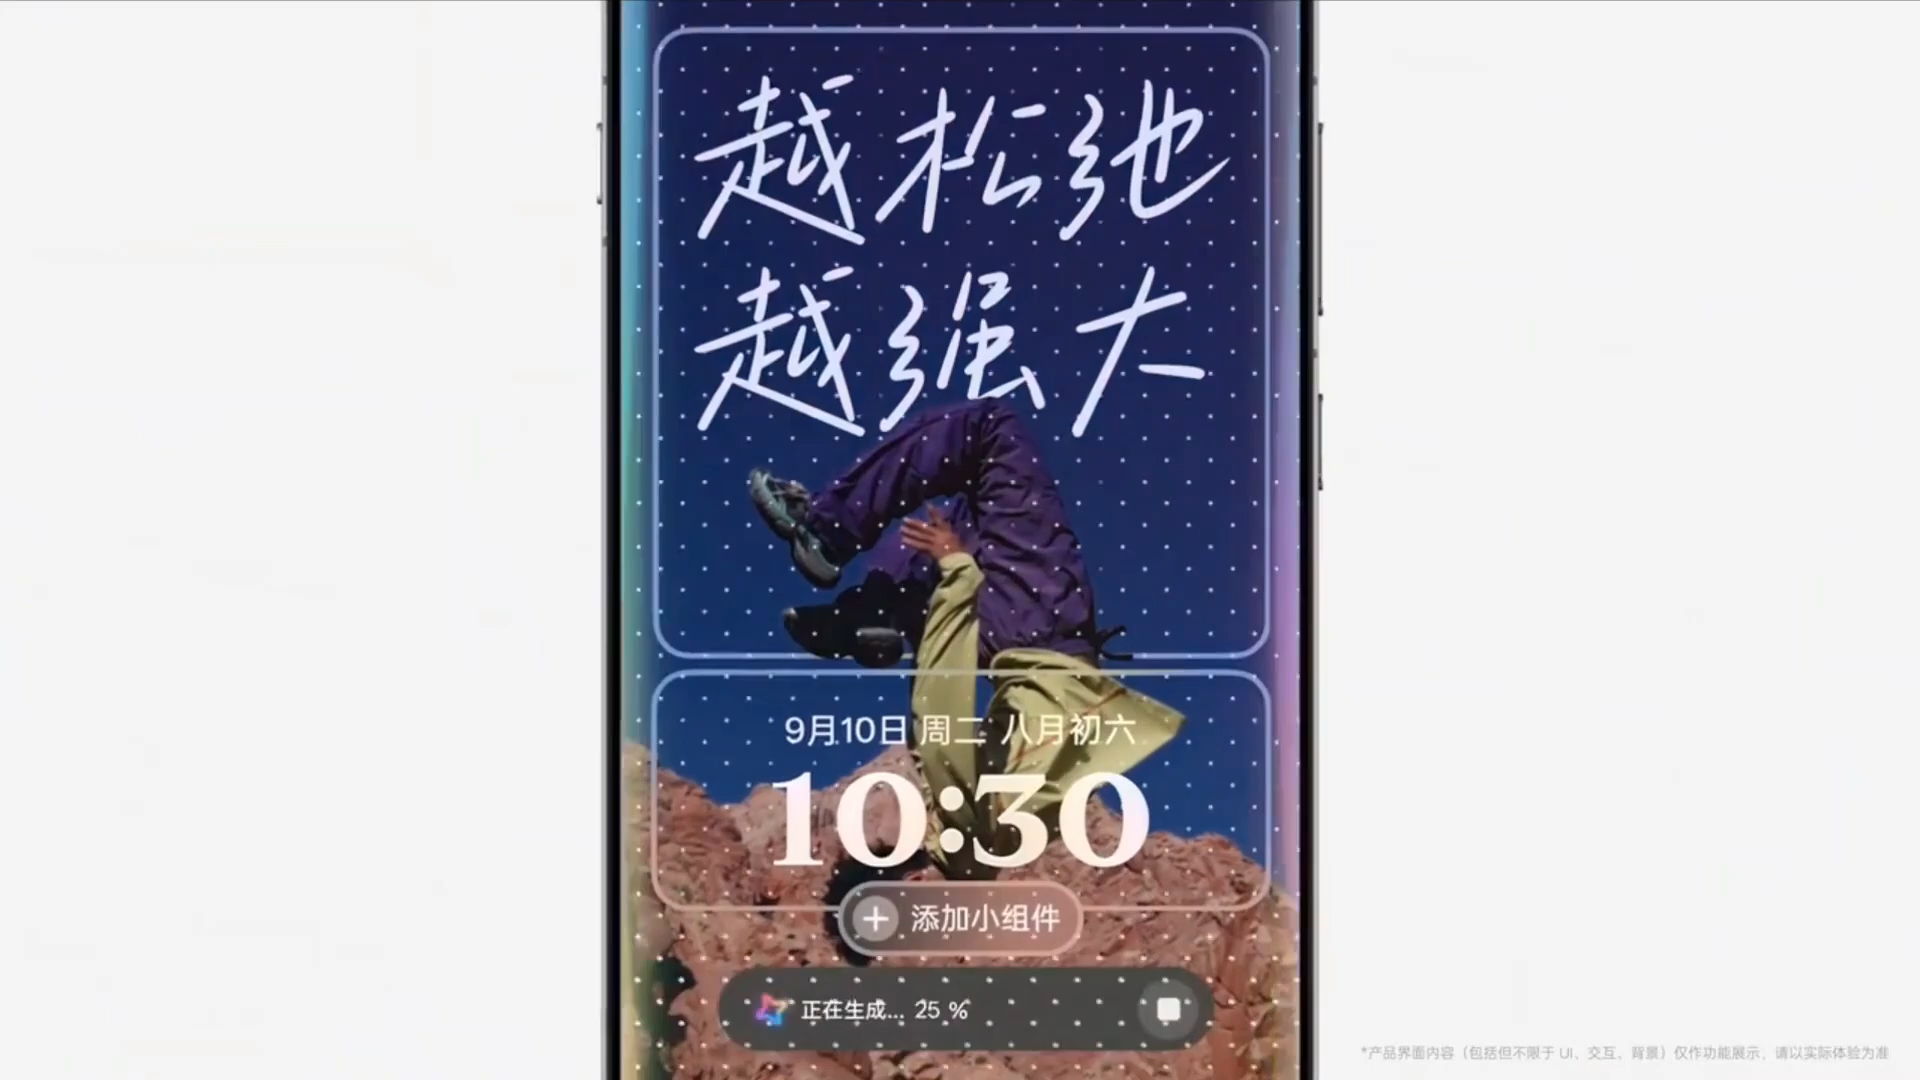 越松弛
越强大
9月10日 周二 八月初六
10:30
添加小组件
正在生成... 25 %
*产品界面内容（包括但不限于 UI、交互、背景）仅作功能展示，请以实际体验为准